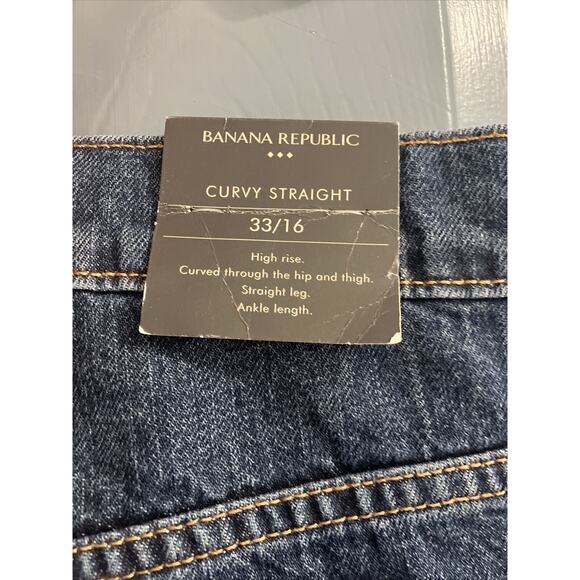 BANANA REPUBLIC
CURVY STRAIGHT
33/16
High rise.
Curved through the hip and thigh.
Straight leg.
Ankle length.